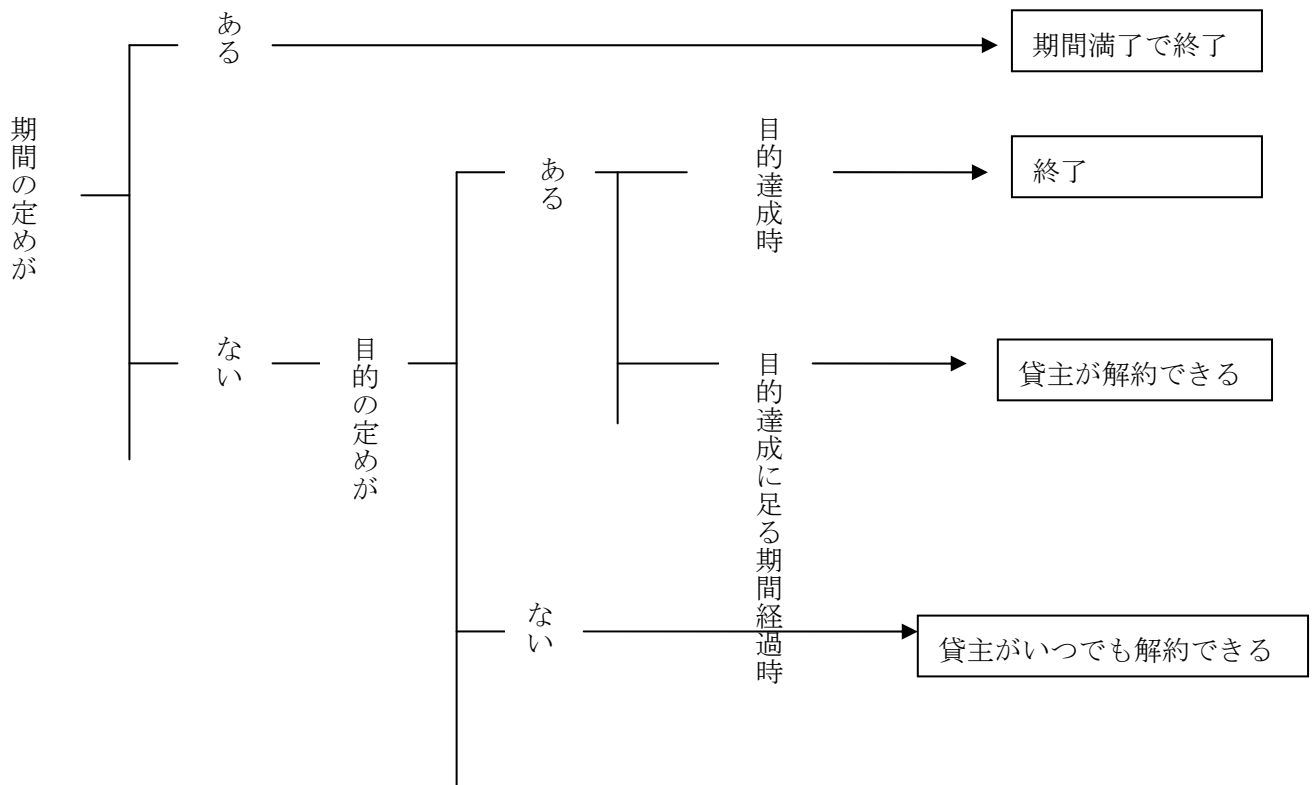 期間の定めが
ある
期間満了で終了
ない
目的の定めが
ある
目的達成時
終了
目的達成に足る期間経過時
貸主が解約できる
ない
貸主がいつでも解約できる